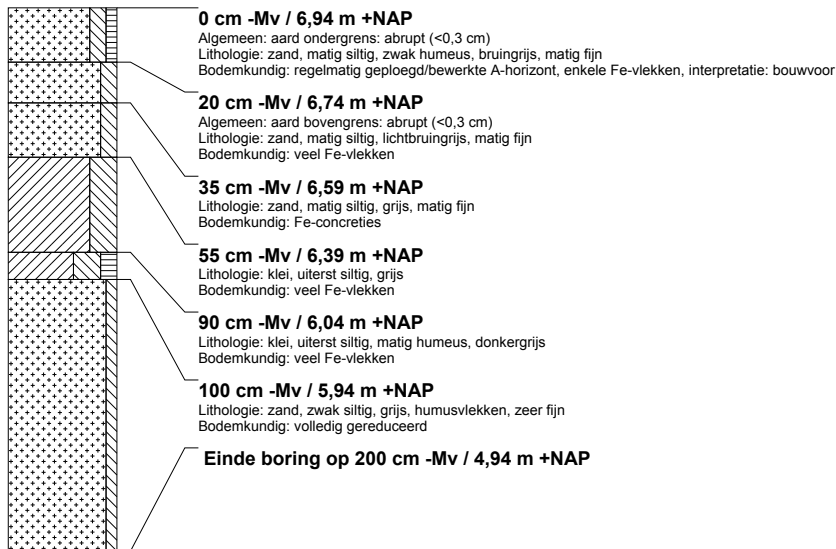 0 cm -Mv / 6,94 m +NAP
Algemeen: aard ondergrens: abrupt (<0,3 cm)
Lithologie: zand, matig siltig, zwak humeus, bruingrijs, matig fijn
Bodemkundig: regelmatig geploegd/bewerkte A-horizont, enkele Fe-vlekken, interpretatie: bouwvoor
20 cm -Mv / 6,74 m +NAP
Algemeen: aard bovengrens: abrupt (<0,3 cm)
Lithologie: zand, matig siltig, lichtbruingrijs, matig fijn
Bodemkundig: veel Fe-vlekken
35 cm -Mv / 6,59 m +NAP
Lithologie: zand, matig siltig, grijs, matig fijn
Bodemkundig: Fe-concreties
55 cm -Mv / 6,39 m +NAP
Lithologie: klei, uiterst siltig, grijs
Bodemkundig: veel Fe-vlekken
90 cm -Mv / 6,04 m +NAP
Lithologie: klei, uiterst siltig, matig humeus, donkergrijs
Bodemkundig: veel Fe-vlekken
100 cm -Mv / 5,94 m +NAP
Lithologie: zand, zwak siltig, grijs, humusvlekken, zeer fijn
Bodemkundig: volledig gereduceerd
Einde boring op 200 cm -Mv / 4,94 m +NAP